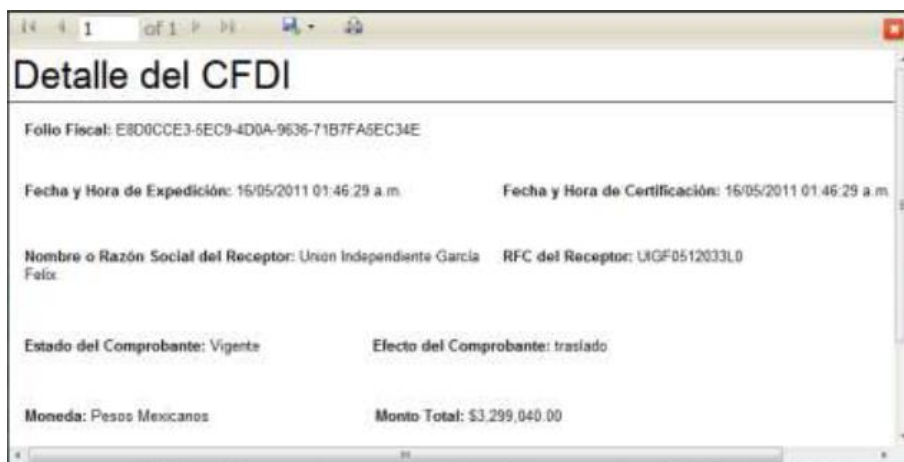 1 of 1
Detalle del CFDI
Folio Fiscal: E8D0CCE3-5EC9-4D0A-9636-71B7FA5EC34E
Fecha y Hora de Expedición: 16/05/2011 01:46:29 a.m. Fecha y Hora de Certificación: 16/05/2011 01:46:29 a.m.
Nombre o Razón Social del Receptor: Union Independiente García RFC del Receptor: UIGF0512033L0
Felix
Estado del Comprobante: Vigente Efecto del Comprobante: traslado
Moneda: Pesos Mexicanos Monto Total: $3,299,040.00